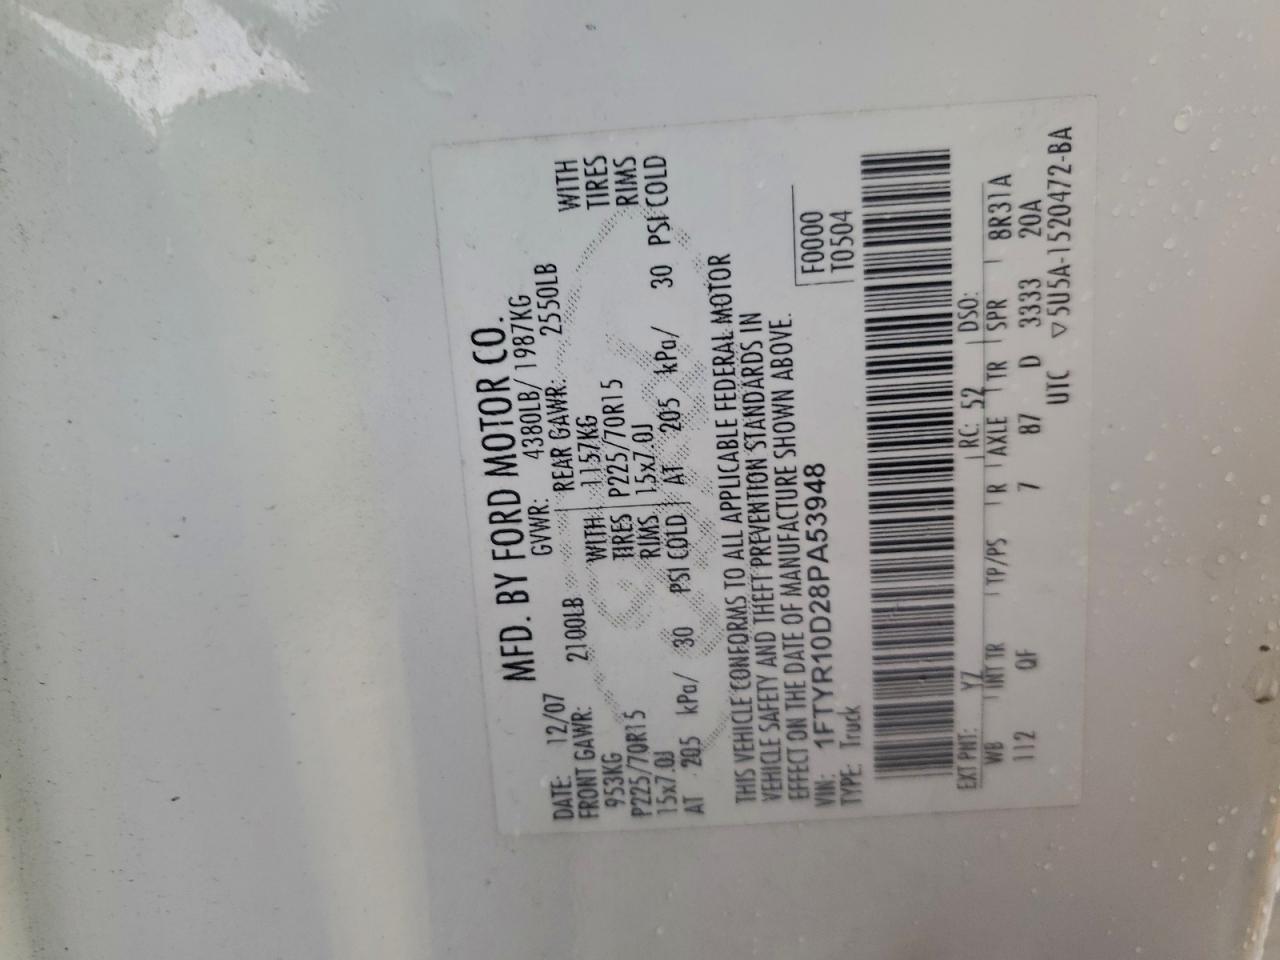 MFD. BY FORD MOTOR CO.
DATE: 12/07 GVWR: 4380LB/ 1987KG
FRONT GAWR: 2100LB REAR GAWR: 2550LB
953KG WITH 1157KG WITH
P225/70R15 TIRES P225/70R15 TIRES
15x7.0J RIMS 15x7.0J RIMS
AT 205 kPa/ 30 PSI COLD AT 205 kPa/ 30 PSI COLD
THIS VEHICLE CONFORMS TO ALL APPLICABLE FEDERAL MOTOR
VEHICLE SAFETY AND THEFT PREVENTION STANDARDS IN
EFFECT ON THE DATE OF MANUFACTURE SHOWN ABOVE.
VIN: 1FTYR10D28PA53948 F0000
TYPE: Truck T0504
EXT PNT: YZ RC: 52 DSO:
WB INT TR TP/PS R AXLE TR SPR 8R31A
112 QF 7 87 D 3333 20A
UTC ▽5U5A-1520472-BA